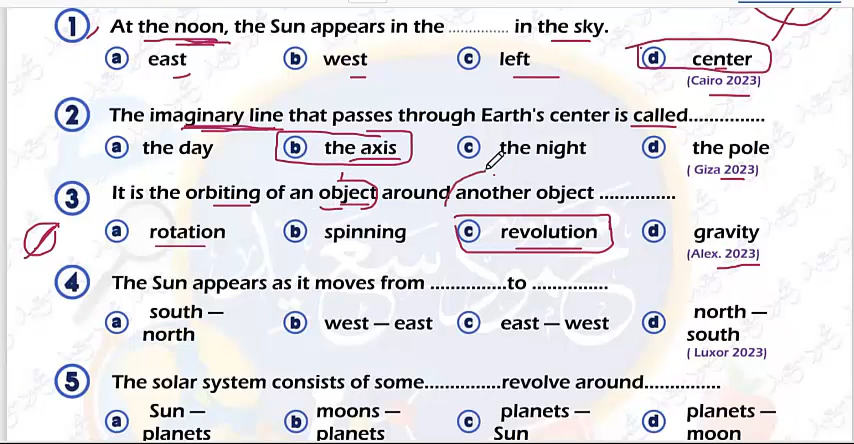 1 At the noon, the Sun appears in the ............... in the sky.
a east b west c left d center
(Cairo 2023)
2 The imaginary line that passes through Earth's center is called...............
a the day b the axis c the night d the pole
( Giza 2023)
3 It is the orbiting of an object around another object ...............
a rotation b spinning c revolution d gravity
(Alex. 2023)
4 The Sun appears as it moves from ...............to ...............
a south — north b west — east c east — west d north — south
( Luxor 2023)
5 The solar system consists of some...............revolve around...............
a Sun — planets b moons — planets c planets — Sun d planets — moon